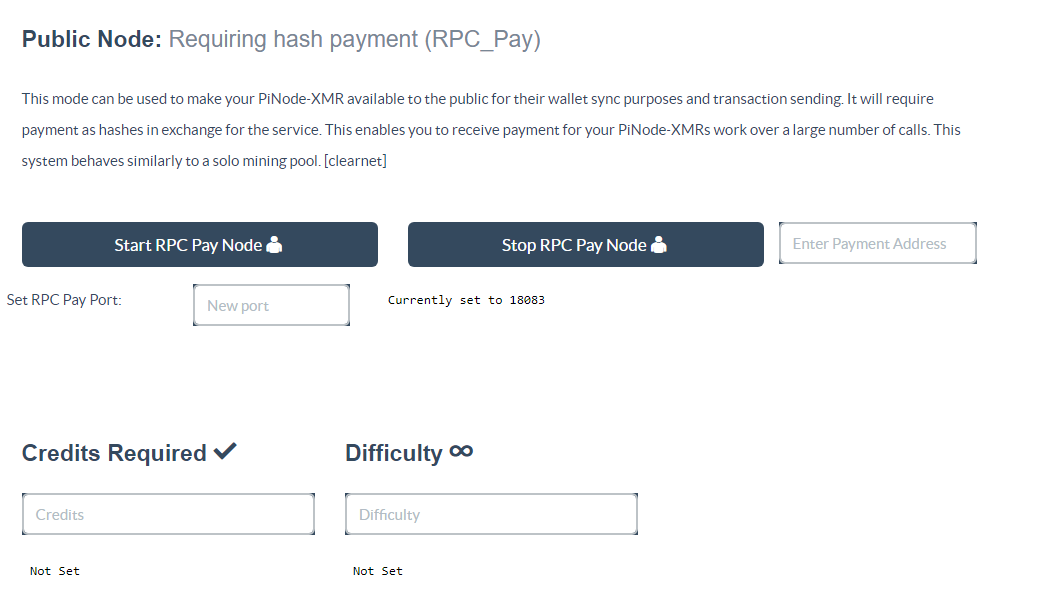 Public Node: Requiring hash payment (RPC_Pay)
This mode can be used to make your PiNode-XMR available to the public for their wallet sync purposes and transaction sending. It will require
payment as hashes in exchange for the service. This enables you to receive payment for your PiNode-XMRs work over a large number of calls. This
system behaves similarly to a solo mining pool. [clearnet]
Start RPC Pay Node
Stop RPC Pay Node
Enter Payment Address
Set RPC Pay Port:
New port
Currently set to 18083
Credits Required
Difficulty
Credits
Difficulty
Not Set
Not Set